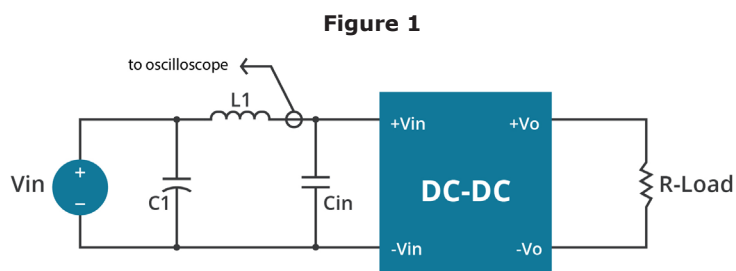 Figure 1
to oscilloscope
L1
+Vin
+Vo
Vin
+
−
C1
Cin
DC-DC
R-Load
-Vin
-Vo